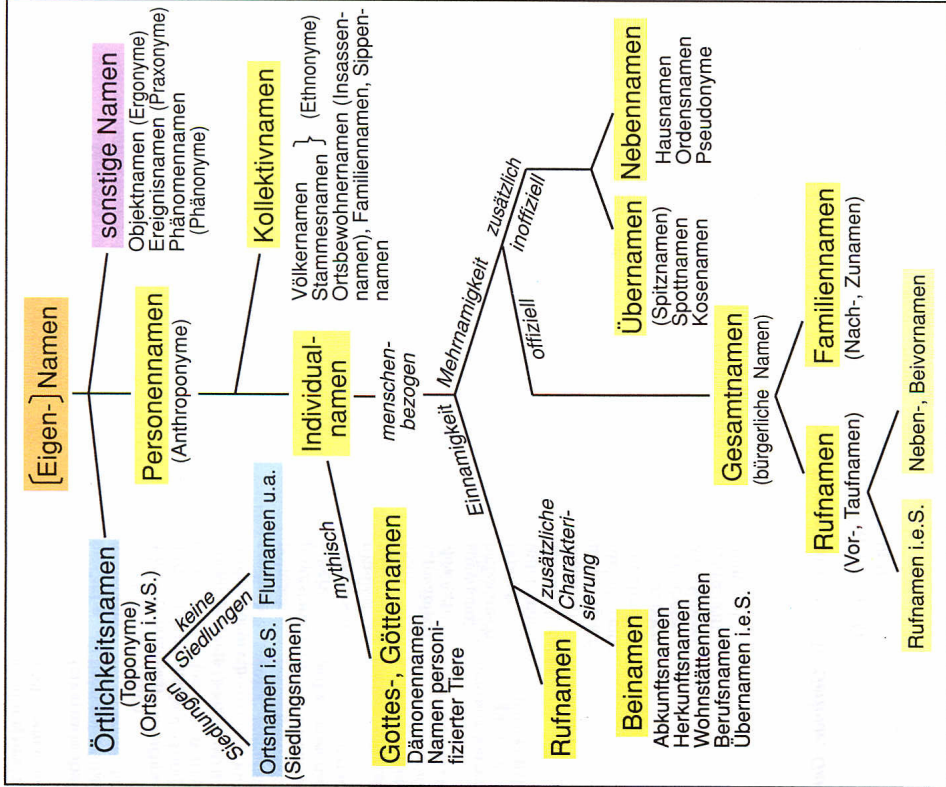 [Eigen-] Namen
Örtlichkeitsnamen
(Toponyme)
(Ortsnamen i.w.S.)
Siedlungen
keine
Siedlungen
Ortsnamen i.e.S.
(Siedlungsnamen)
Flurnamen u.a.
Personennamen
(Anthroponyme)
sonstige Namen
Objektnamen (Ergonyme)
Ereignisnamen (Praxonyme)
Phänomennamen
(Phänonyme)
Kollektivnamen
Völkernamen
Stammesnamen } (Ethnonyme)
Ortsbewohnernamen (Insassen-
namen), Familiennamen, Sippen-
namen
Individual-
namen
mythisch
Gottes-, Götternamen
Dämonennamen
Namen personi-
fizierter Tiere
menschen-
bezogen
Einnamigkeit
Mehrnamigkeit
Rufnamen
zusätzliche
Charakteri-
sierung
Beinamen
Abkunftsnamen
Herkunftsnamen
Wohnstättennamen
Berufsnamen
Übernamen i.e.S.
offiziell
zusätzlich
inoffiziell
Übernamen
(Spitznamen)
Spottnamen
Kosenamen
Nebennamen
Hausnamen
Ordensnamen
Pseudonyme
Gesamtnamen
(bürgerliche Namen)
Rufnamen
(Vor-, Taufnamen)
Familiennamen
(Nach-, Zunamen)
Rufnamen i.e.S.
Neben-, Beivornamen